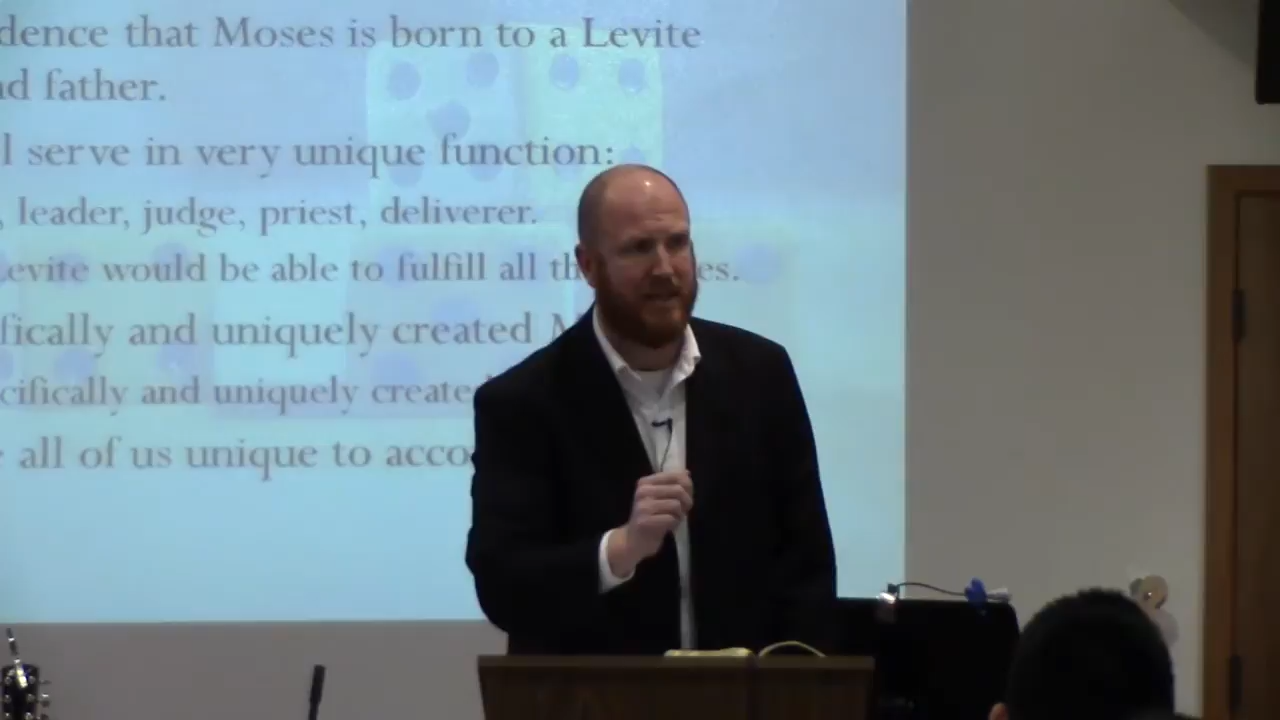 dence that Moses is born to a Levite
d father.
l serve in very unique function:
, leader, judge, priest, deliverer.
evite would be able to fulfill all th es.
fically and uniquely created M
cifically and uniquely create
all of us unique to acco